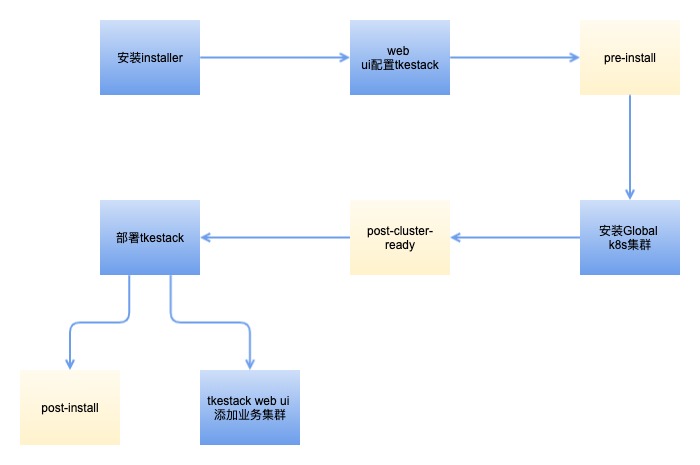 安装installer
web
ui配置tkestack
pre-install
部署tkestack
post-cluster-
ready
安装Global
k8s集群
post-install
tkestack web ui
添加业务集群